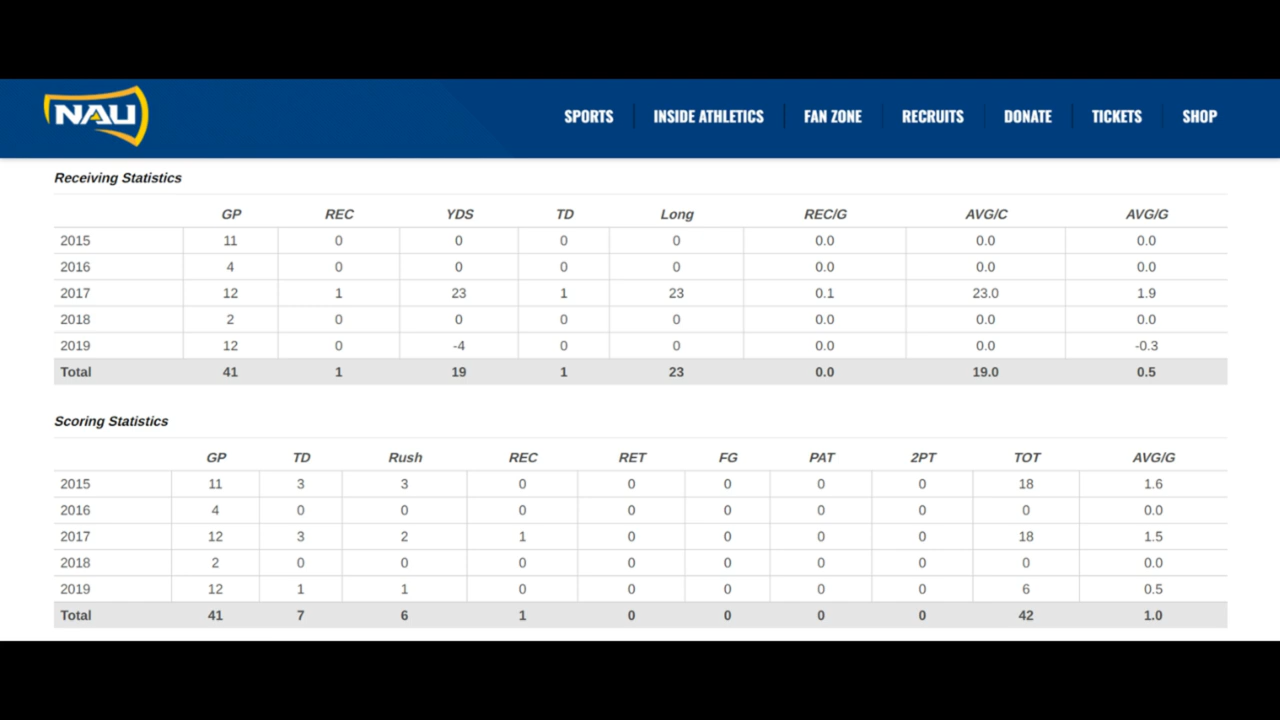 NAU
SPORTS INSIDE ATHLETICS FAN ZONE RECRUITS DONATE TICKETS SHOP
Receiving Statistics
GP REC YDS TD Long REC/G AVG/C AVG/G
2015 11 0 0 0 0 0.0 0.0 0.0
2016 4 0 0 0 0 0.0 0.0 0.0
2017 12 1 23 1 23 0.1 23.0 1.9
2018 2 0 0 0 0 0.0 0.0 0.0
2019 12 0 -4 0 0 0.0 0.0 -0.3
Total 41 1 19 1 23 0.0 19.0 0.5
Scoring Statistics
GP TD Rush REC RET FG PAT 2PT TOT AVG/G
2015 11 3 3 0 0 0 0 0 18 1.6
2016 4 0 0 0 0 0 0 0 0 0.0
2017 12 3 2 1 0 0 0 0 18 1.5
2018 2 0 0 0 0 0 0 0 0 0.0
2019 12 1 1 0 0 0 0 0 6 0.5
Total 41 7 6 1 0 0 0 0 42 1.0